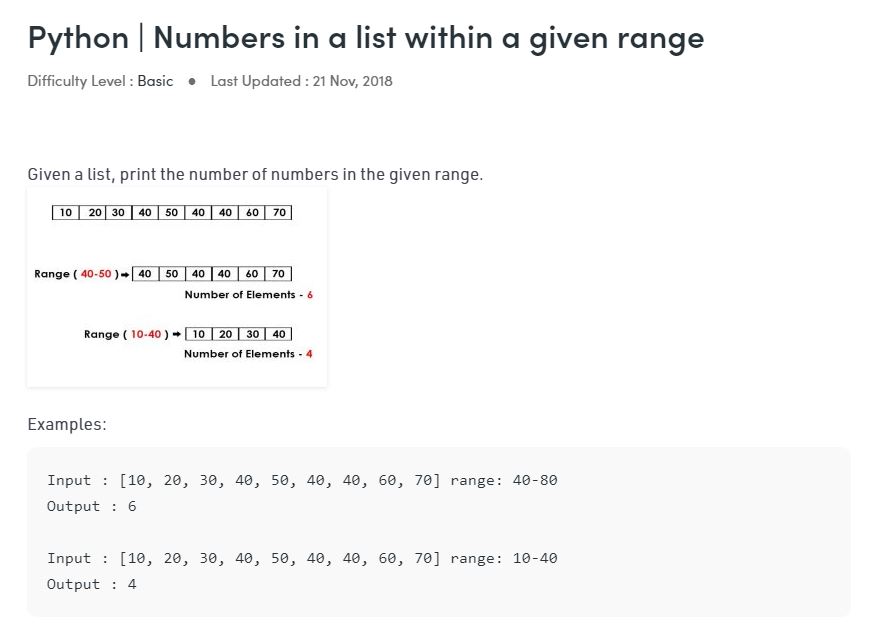 Python | Numbers in a list within a given range
Difficulty Level : Basic ● Last Updated : 21 Nov, 2018
Given a list, print the number of numbers in the given range.
10 20 30 40 50 40 40 60 70
Range ( 40-50 ) ➡ 40 50 40 40 60 70
Number of Elements - 6
Range ( 10-40 ) ➡ 10 20 30 40
Number of Elements - 4
Examples:
Input : [10, 20, 30, 40, 50, 40, 40, 60, 70] range: 40-80
Output : 6
Input : [10, 20, 30, 40, 50, 40, 40, 60, 70] range: 10-40
Output : 4